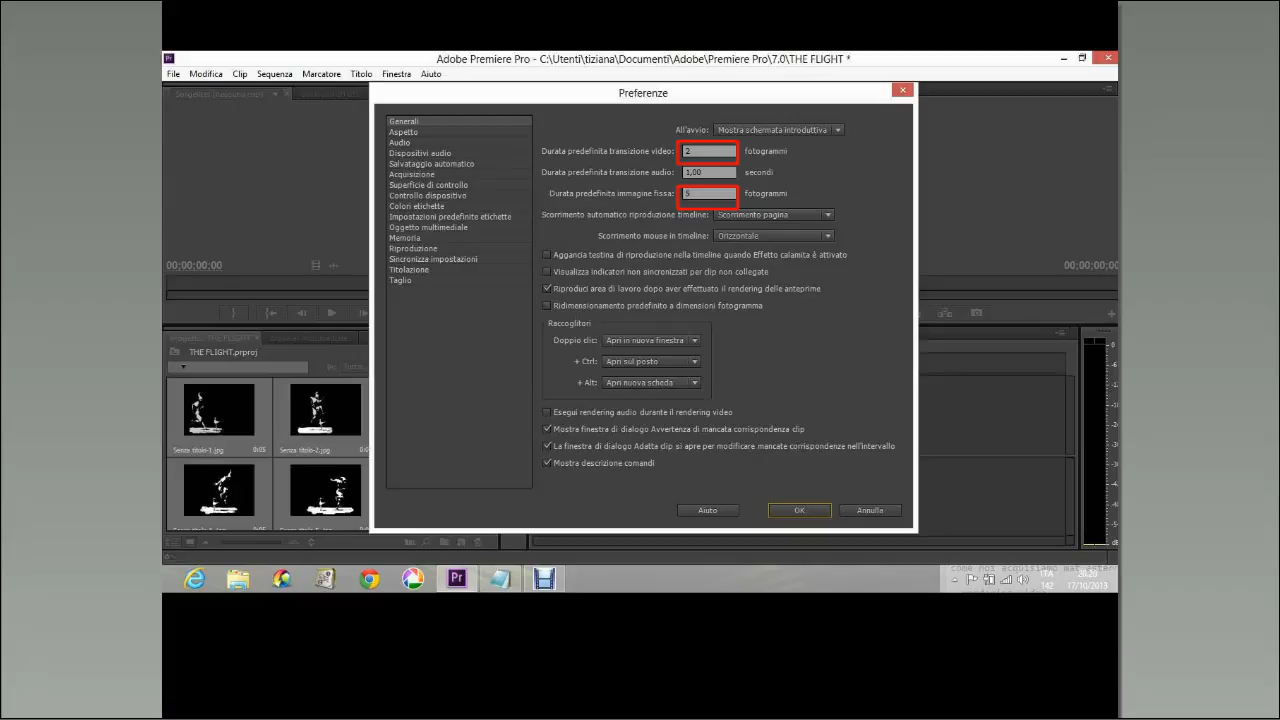 Adobe Premiere Pro - C:\Utenti\tiziana\Documenti\Adobe\Premiere Pro\7.0\THE FLIGHT *
File Modifica Clip Sequenza Marcatore Titolo Finestra Aiuto
Preferenze
Generali
Aspetto
Audio
Dispositivi audio
Salvataggio automatico
Acquisizione
Superficie di controllo
Controllo dispositivo
Colori etichette
Impostazioni predefinite etichette
Oggetto multimediale
Memoria
Riproduzione
Sincronizza impostazioni
Titolazione
Taglio
All'avvio: Mostra schermata introduttiva
Durata predefinita transizione video: 2 fotogrammi
Durata predefinita transizione audio: 1,00 secondi
Durata predefinita immagine fissa: 5 fotogrammi
Scorrimento automatico riproduzione timeline: Scorrimento pagina
Scorrimento mouse in timeline: Orizzontale
Aggancia testina di riproduzione nella timeline quando Effetto calamita è attivato
Visualizza indicatori non sincronizzati per clip non collegate
Riproduci area di lavoro dopo aver effettuato il rendering delle anteprime
Ridimensionamento predefinito a dimensioni fotogramma
Raccoglitori
Doppio clic: Apri in nuova finestra
+ Ctrl: Apri sul posto
+ Alt: Apri nuova scheda
Esegui rendering audio durante il rendering video
Mostra finestra di dialogo Avvertenza di mancata corrispondenza clip
La finestra di dialogo Adatta clip si apre per modificare mancate corrispondenze nell'intervallo
Mostra descrizione comandi
Aiuto OK Annulla
00;00;00;00
00;00;00;00
THE FLIGHT.prproj
Senza titolo-1.jpg 0:05
Senza titolo-2.jpg
ITA
17/10/2013